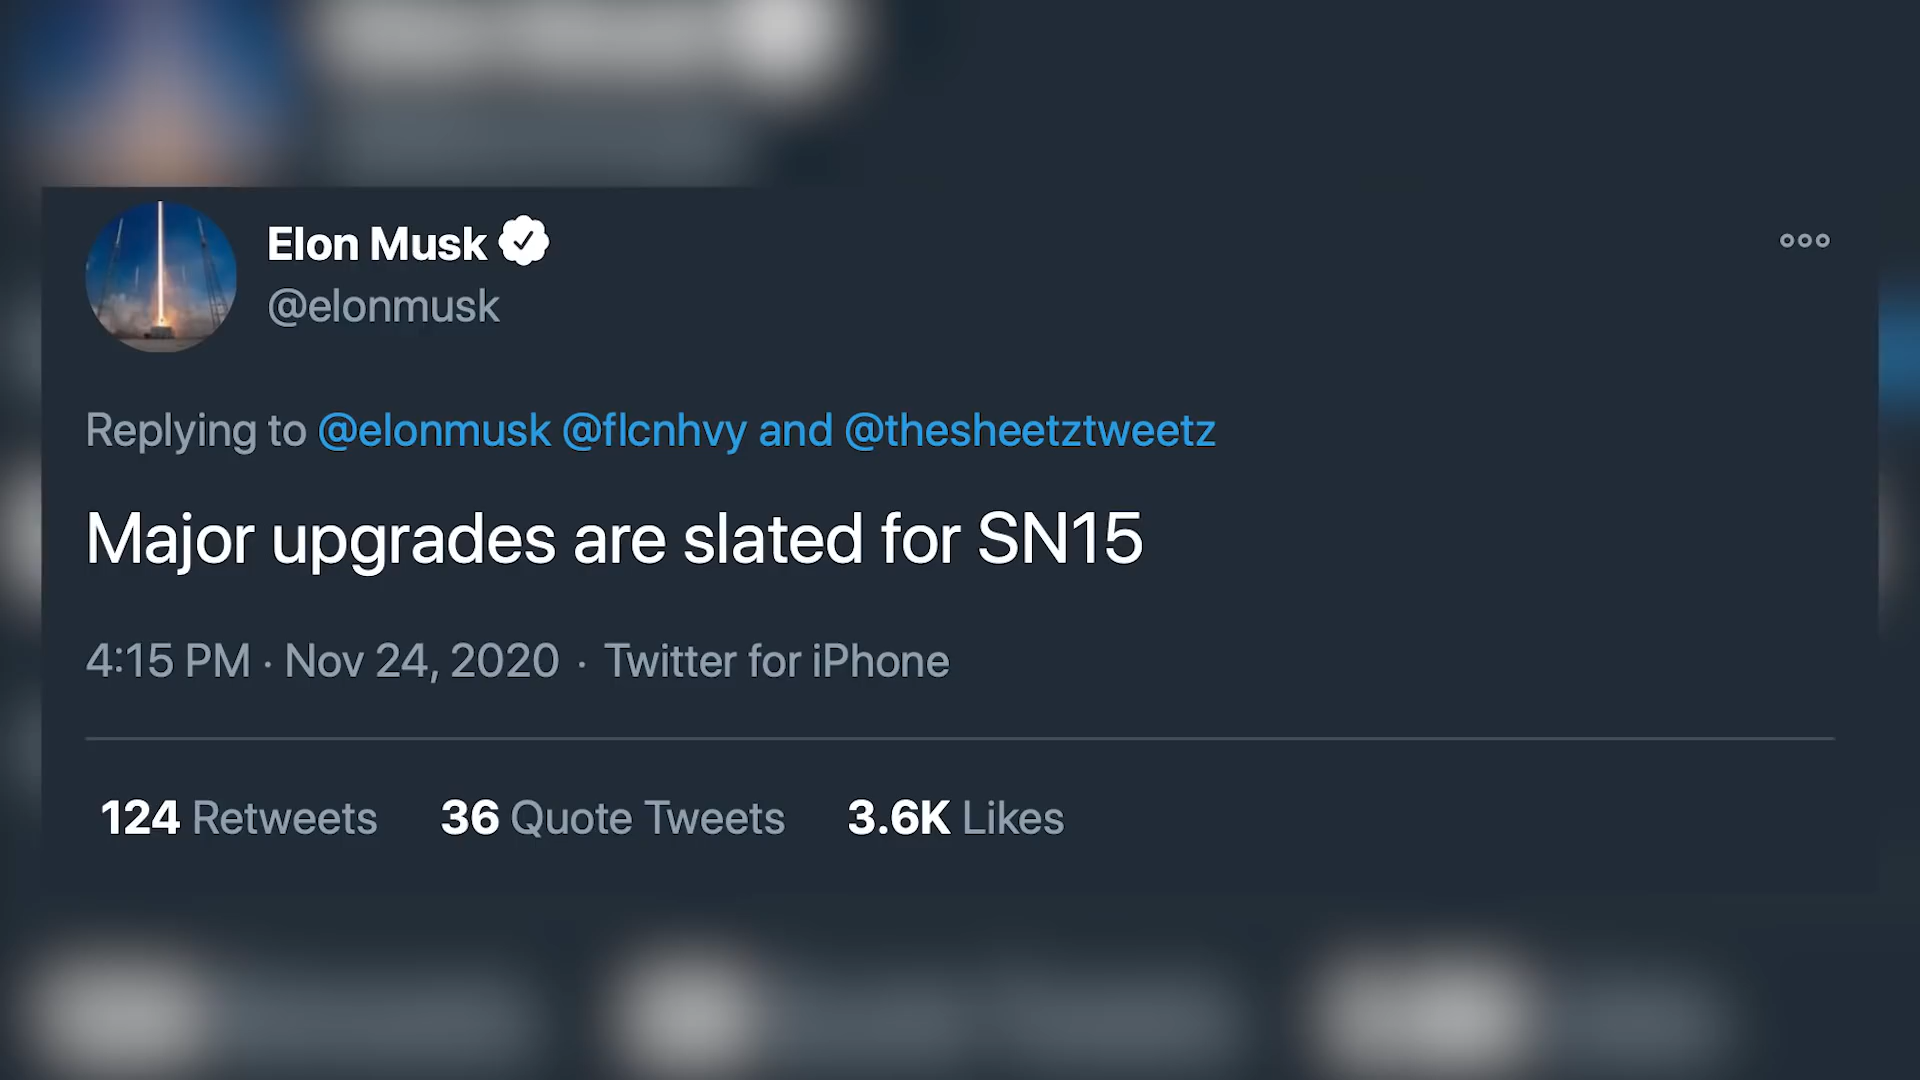 Elon Musk
@elonmusk
Replying to @elonmusk @flcnhvy and @thesheetztweetz
Major upgrades are slated for SN15
4:15 PM · Nov 24, 2020 · Twitter for iPhone
124 Retweets 36 Quote Tweets 3.6K Likes